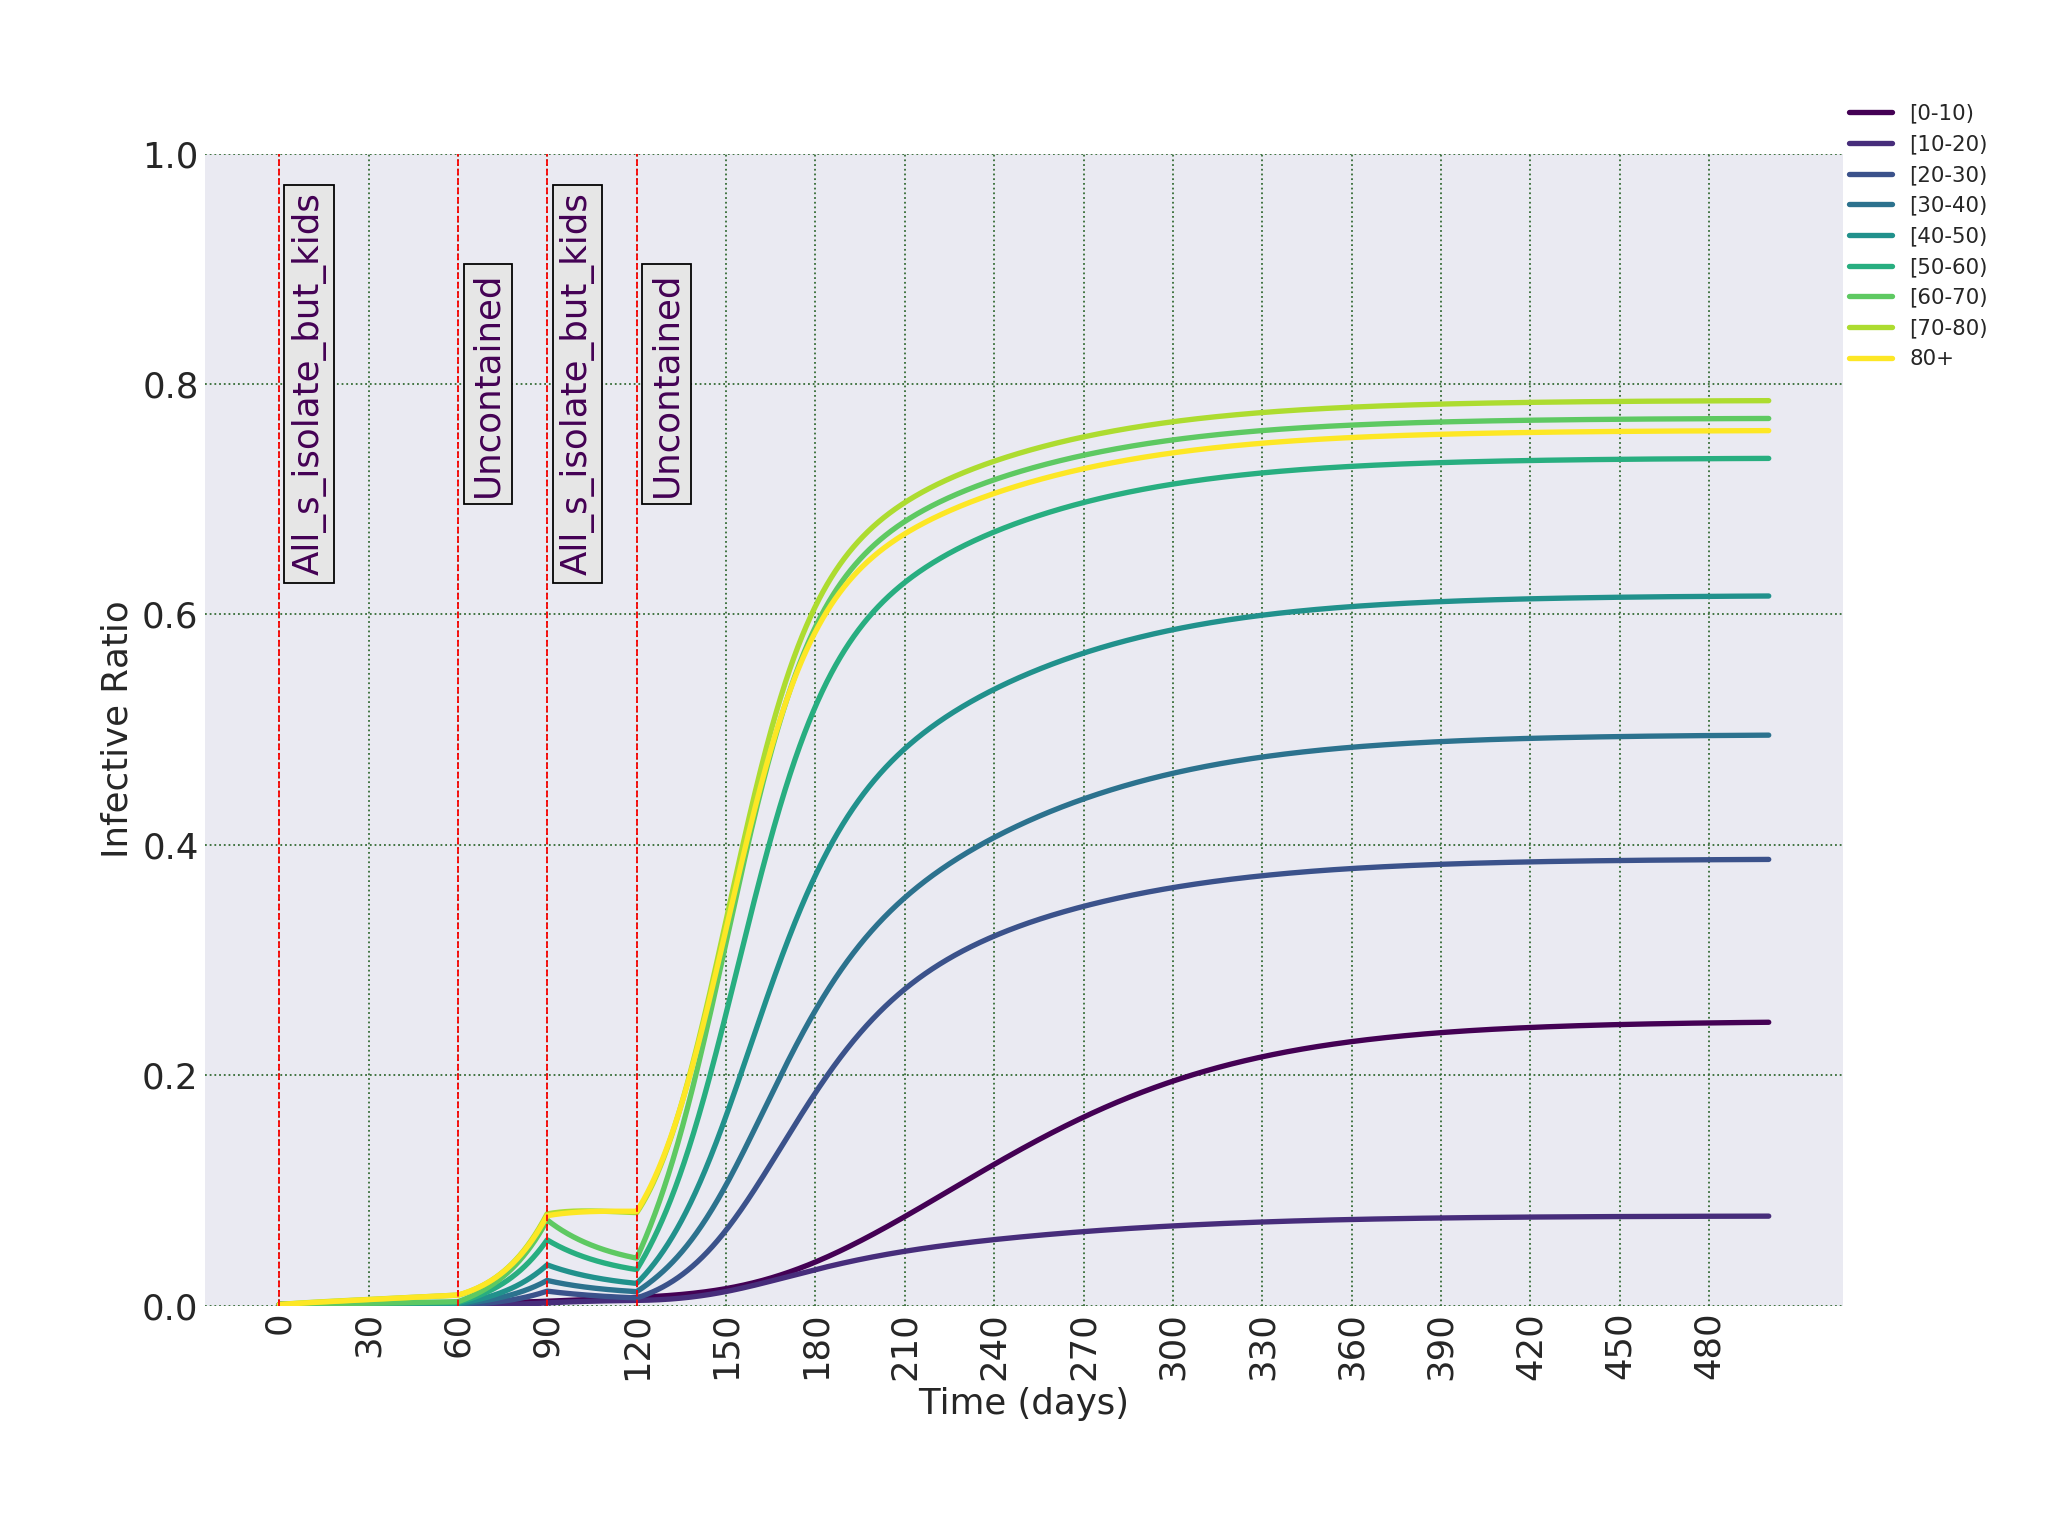 [0-10)
[10-20)
[20-30)
[30-40)
[40-50)
[50-60)
[60-70)
[70-80)
80+
1.0
0.8
0.6
0.4
0.2
0.0
Infective Ratio
All_s_isolate_but_kids
Uncontained
All_s_isolate_but_kids
Uncontained
0 30 60 90 120 150 180 210 240 270 300 330 360 390 420 450 480
Time (days)